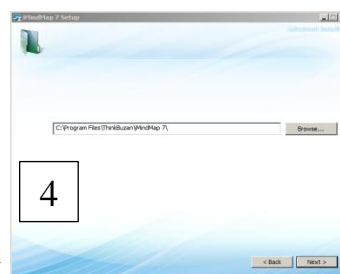 iMindMap 7 Setup
C:\Program Files\ThinkBuzan\iMindMap 7\
Browse...
4
< Back
Next >